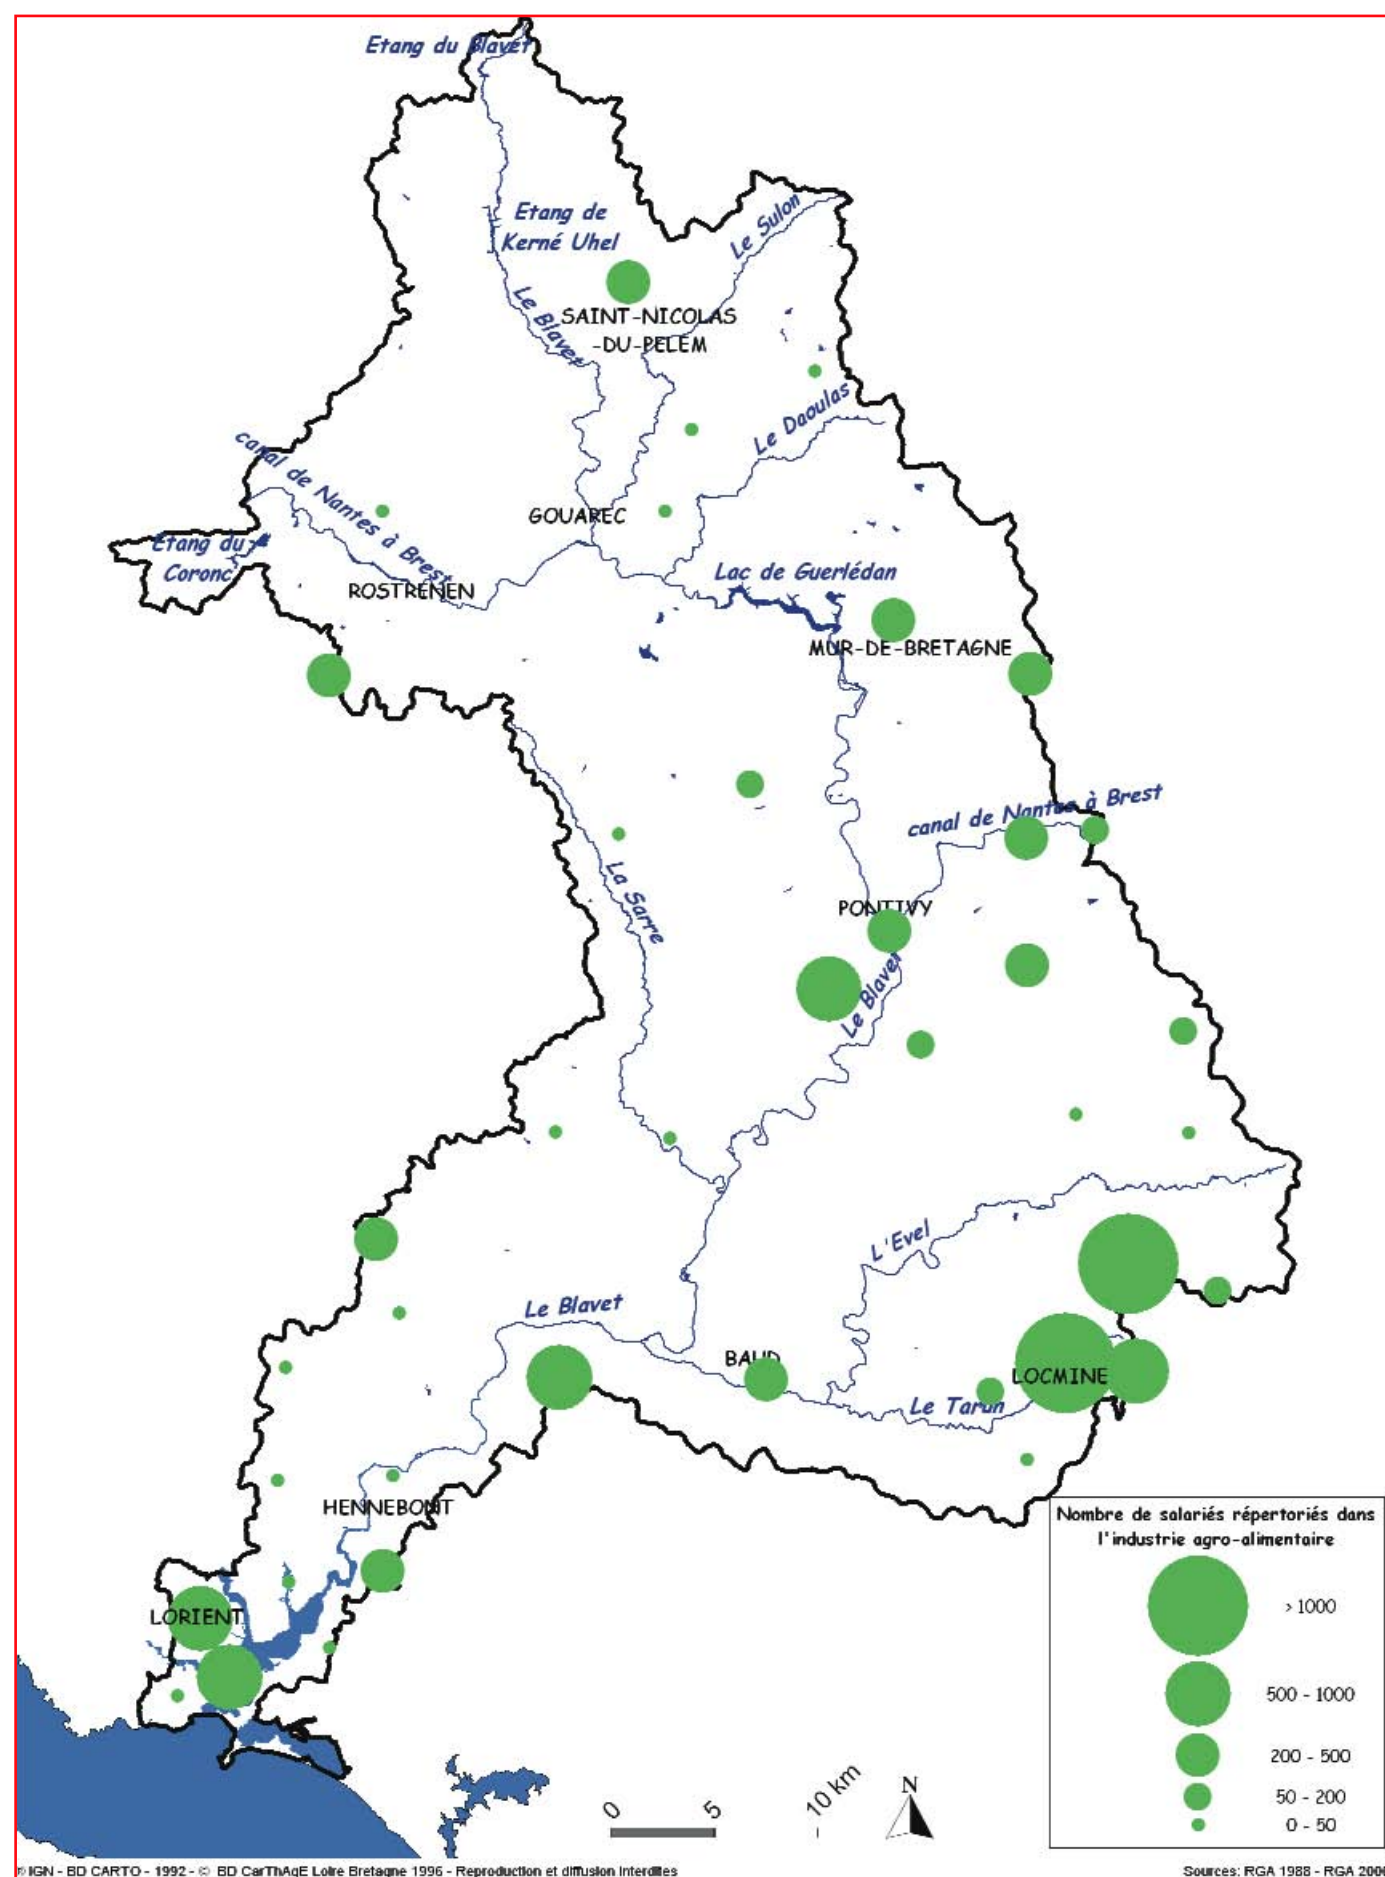 Etang du Blavet
Etang de
Kerné Uhel
Le Sulon
Le Blavet
SAINT-NICOLAS
-DU-PELEM
Le Daoulas
canal de Nantes à Brest
GOUAREC
Etang du
Coronc
ROSTRENEN
Lac de Guerlédan
MUR-DE-BRETAGNE
canal de Nantes à Brest
La Sarre
PONTIVY
Le Blavet
L'Evel
Le Blavet
BAUD
LOCMINE
Le Tarun
HENNEBONT
LORIENT
Nombre de salariés répertoriés dans
l'industrie agro-alimentaire
> 1000
500 - 1000
200 - 500
50 - 200
0 - 50
0 5 10 km
N
© IGN - BD CARTO - 1992 - © BD CarThAgE Loire Bretagne 1996 - Reproduction et diffusion interdites
Sources: RGA 1988 - RGA 2000